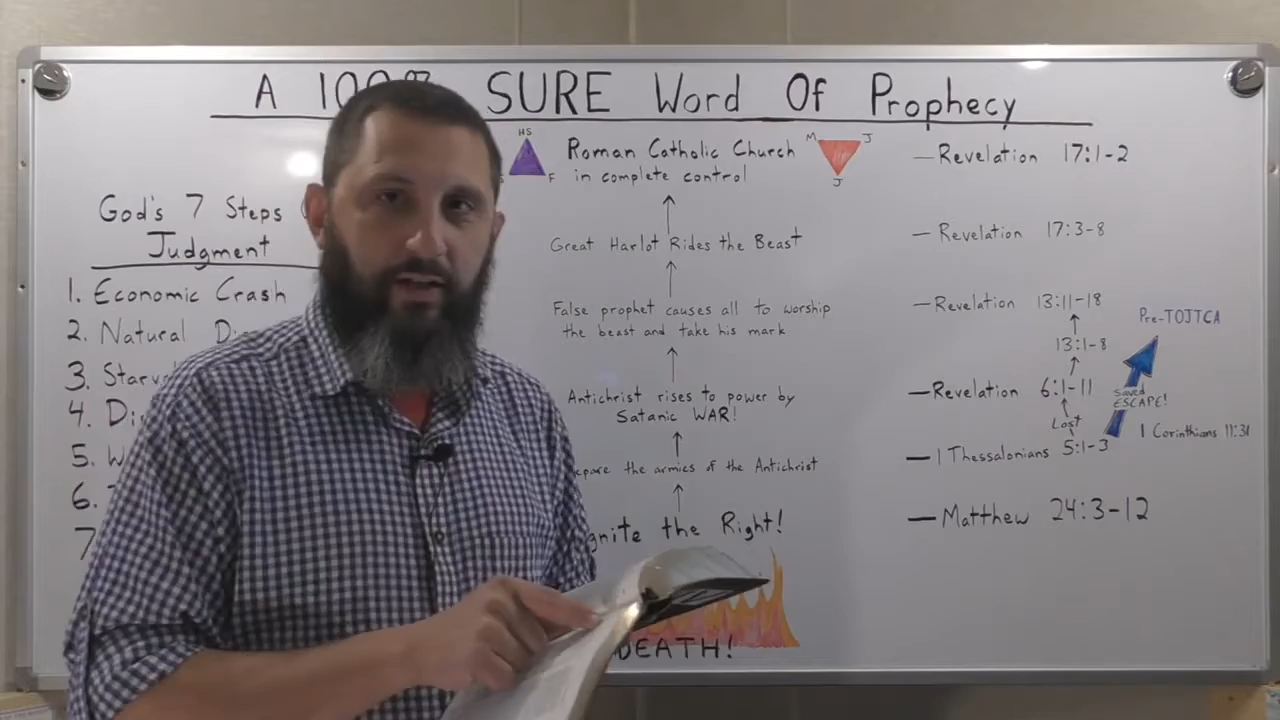 A 100% SURE Word Of Prophecy
God's 7 Steps
Judgment
1. Economic Crash
2. Natural
3.
4.
5.
6.
7
HS
F
Roman Catholic Church
in complete control
M J
J
Great Harlot Rides the Beast
False prophet causes all to worship
the beast and take his mark
Antichrist rises to power by
Satanic WAR!
the armies of the Antichrist
the Right!
DEATH!
— Revelation 17:1-2
— Revelation 17:3-8
— Revelation 13:11-18
13:1-8
— Revelation 6:1-11
Lost
— 1 Thessalonians 5:1-3
— Matthew 24:3-12
Pre-TOJTCA
Saved
ESCAPE!
1 Corinthians 11:31